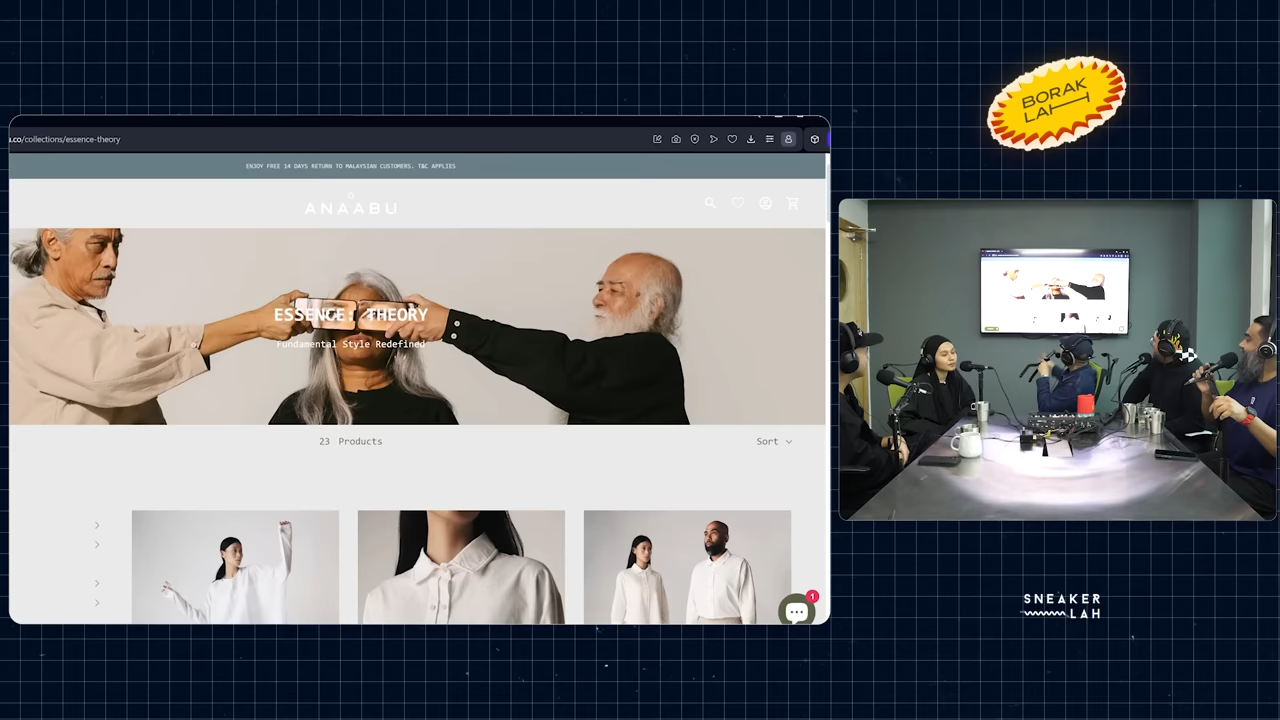 u.co/collections/essence-theory
ENJOY FREE 14 DAYS RETURN TO MALAYSIAN CUSTOMERS. T&C APPLIES
ANAABU
ESSENCE: THEORY
Fundamental Style Redefined
23 Products
Sort
1
BORAK
LAH
SNEAKER
LAH